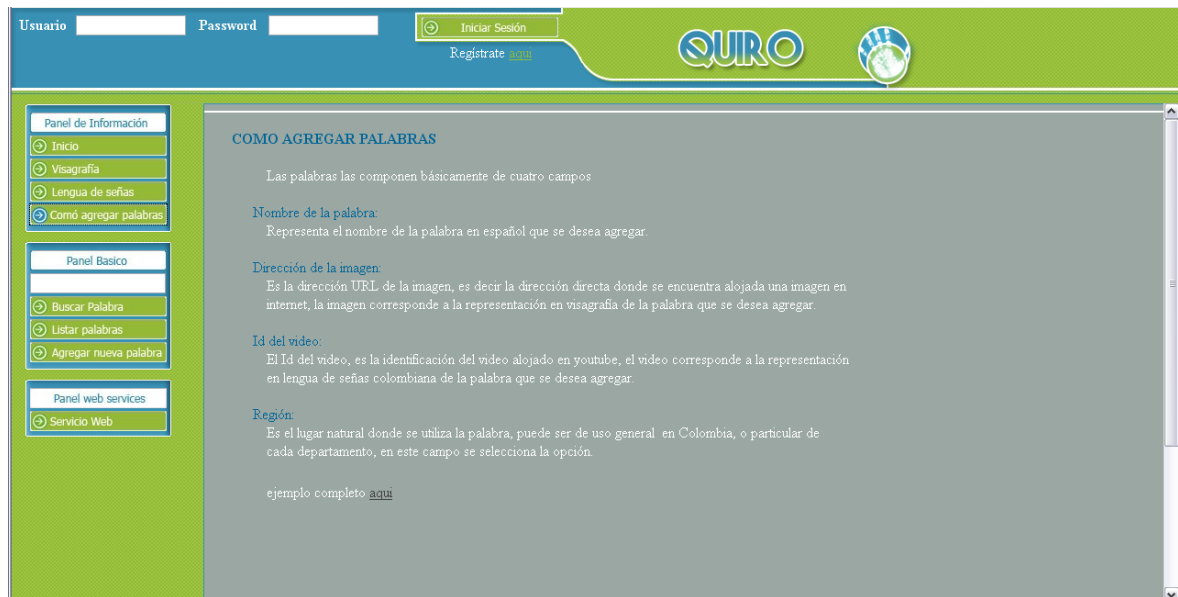 Usuario
Password
Iniciar Sesión
Regístrate aqui
QUIRO
Panel de Información
Inicio
Visagrafía
Lengua de señas
Comó agregar palabras
Panel Basico
Buscar Palabra
Listar palabras
Agregar nueva palabra
Panel web services
Servicio Web
COMO AGREGAR PALABRAS
Las palabras las componen básicamente de cuatro campos
Nombre de la palabra:
Representa el nombre de la palabra en español que se desea agregar.
Dirección de la imagen:
Es la dirección URL de la imagen, es decir la dirección directa donde se encuentra alojada una imagen en
internet, la imagen corresponde a la representación en visagrafía de la palabra que se desea agregar.
Id del video:
El Id del video, es la identificación del video alojado en youtube, el video corresponde a la representación
en lengua de señas colombiana de la palabra que se desea agregar.
Región:
Es el lugar natural donde se utiliza la palabra, puede ser de uso general en Colombia, o particular de
cada departamento, en este campo se selecciona la opción.
ejemplo completo aqui